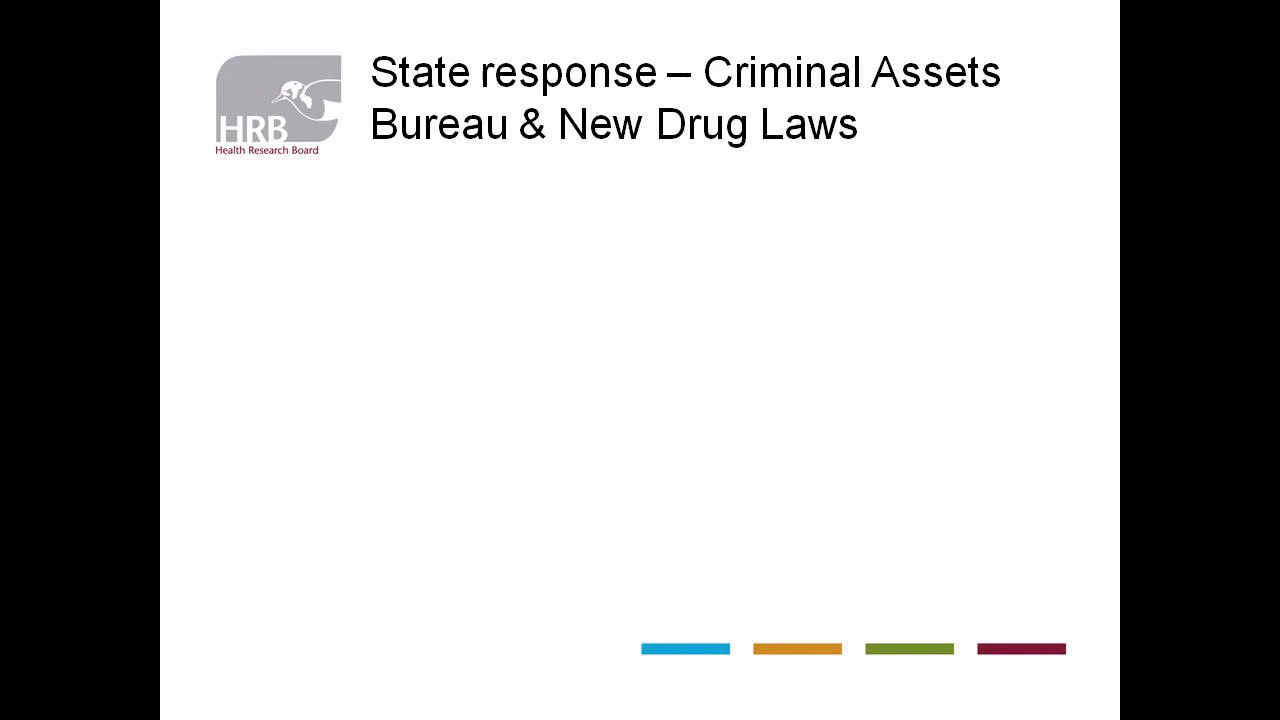 State response – Criminal Assets
Bureau & New Drug Laws
HRB
Health Research Board